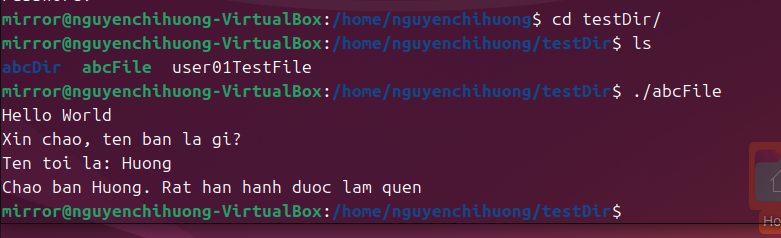 mirror@nguyenchihuong-VirtualBox:/home/nguyenchihuong$ cd testDir/
mirror@nguyenchihuong-VirtualBox:/home/nguyenchihuong/testDir$ ls
abcDir  abcFile  user01TestFile
mirror@nguyenchihuong-VirtualBox:/home/nguyenchihuong/testDir$ ./abcFile
Hello World
Xin chao, ten ban la gi?
Ten toi la: Huong
Chao ban Huong. Rat han hanh duoc lam quen
mirror@nguyenchihuong-VirtualBox:/home/nguyenchihuong/testDir$